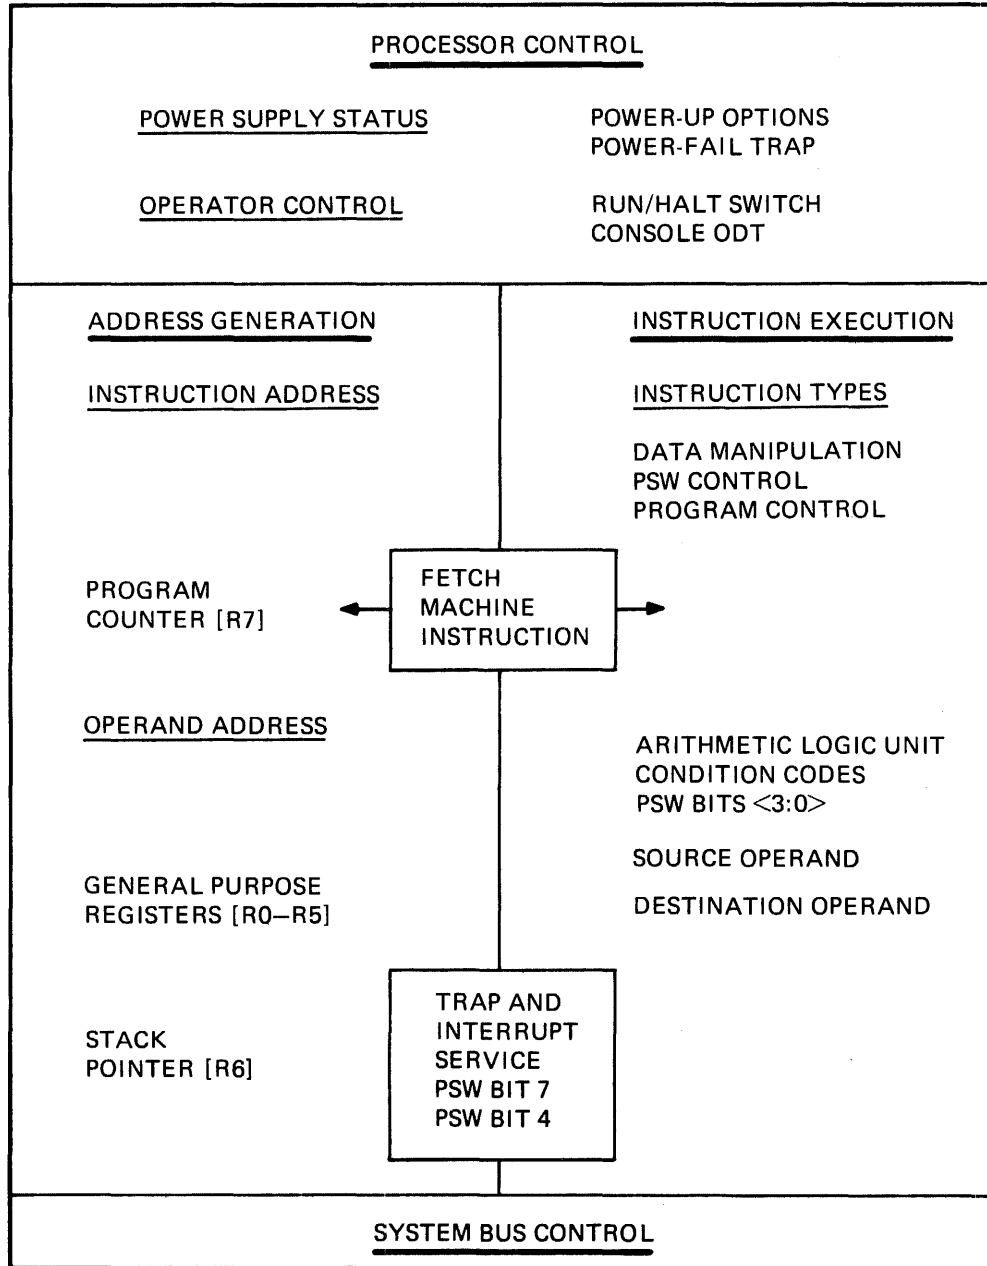 PROCESSOR CONTROL
POWER SUPPLY STATUS
POWER-UP OPTIONS
POWER-FAIL TRAP
OPERATOR CONTROL
RUN/HALT SWITCH
CONSOLE ODT
ADDRESS GENERATION
INSTRUCTION ADDRESS
PROGRAM
COUNTER [R7]
OPERAND ADDRESS
GENERAL PURPOSE
REGISTERS [R0–R5]
STACK
POINTER [R6]
FETCH
MACHINE
INSTRUCTION
TRAP AND
INTERRUPT
SERVICE
PSW BIT 7
PSW BIT 4
INSTRUCTION EXECUTION
INSTRUCTION TYPES
DATA MANIPULATION
PSW CONTROL
PROGRAM CONTROL
ARITHMETIC LOGIC UNIT
CONDITION CODES
PSW BITS <3:0>
SOURCE OPERAND
DESTINATION OPERAND
SYSTEM BUS CONTROL